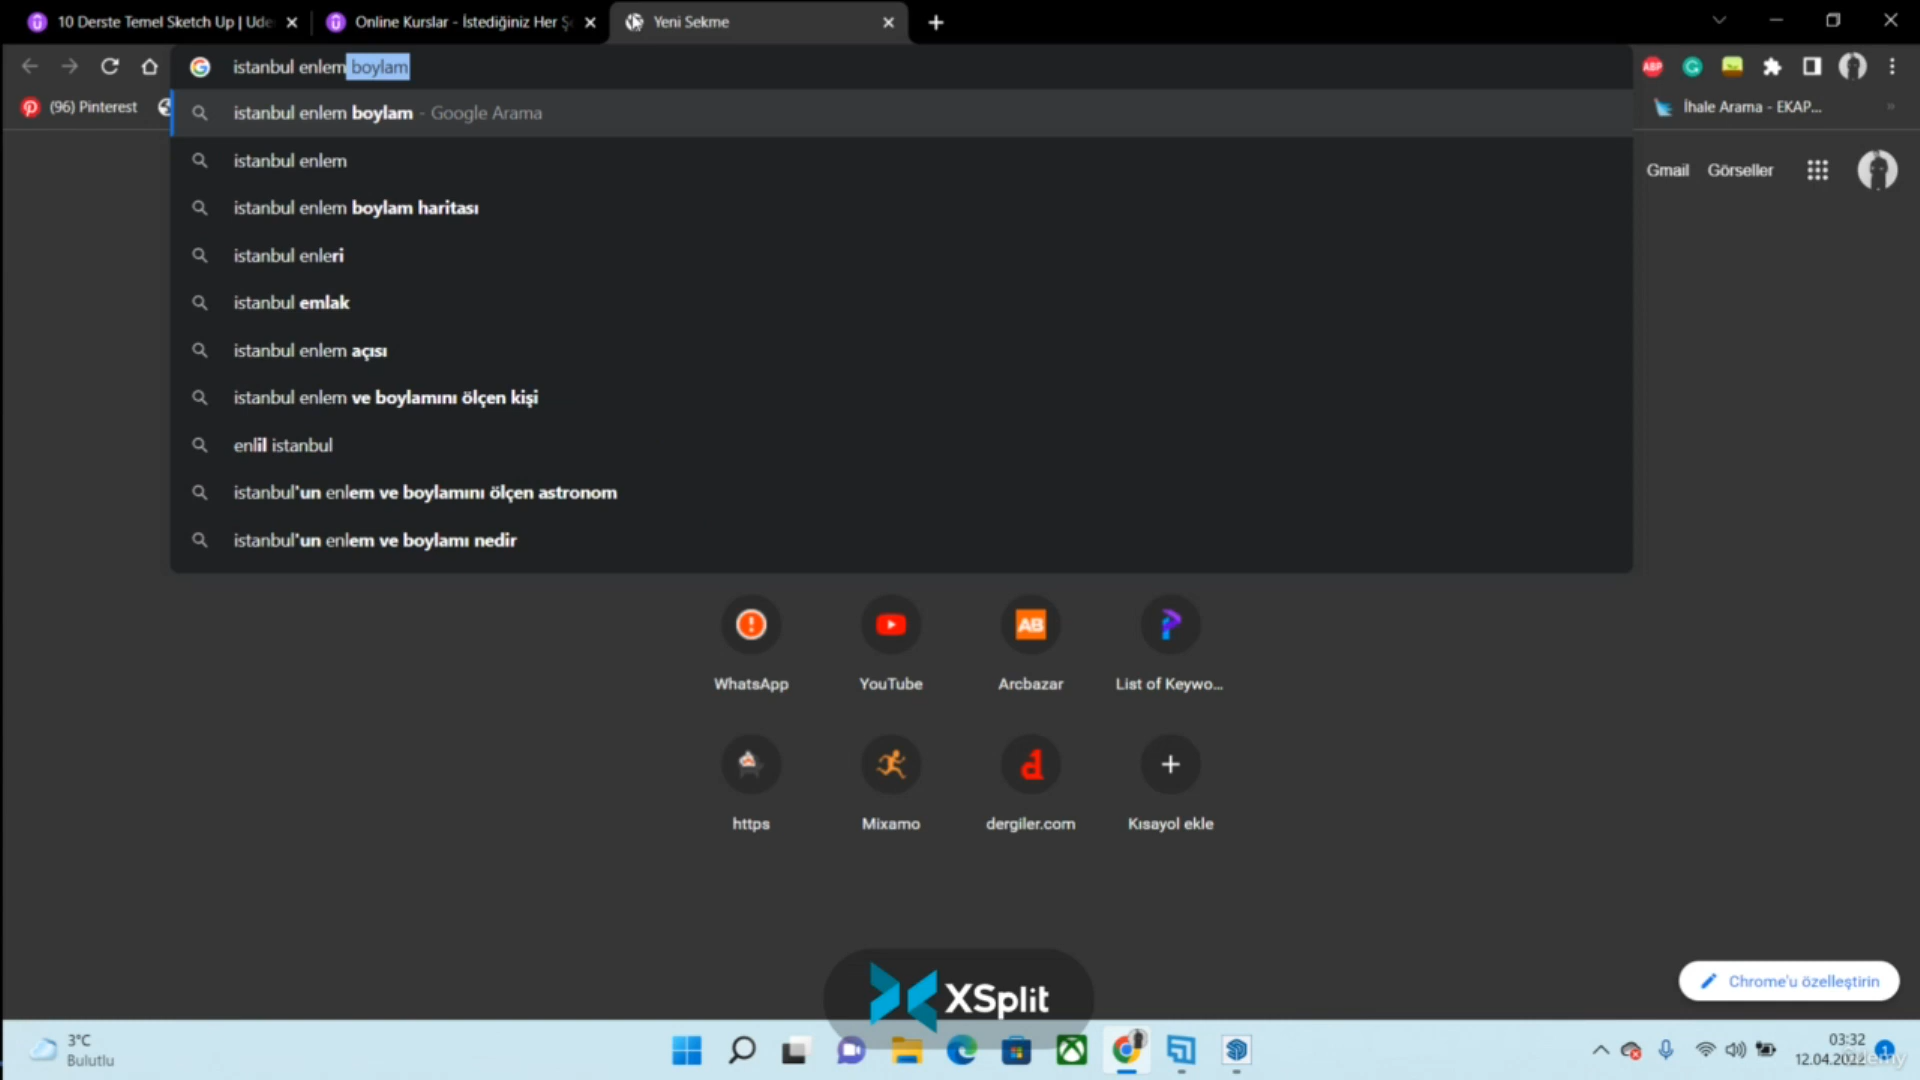 10 Derste Temel Sketch Up | Ude
Online Kurslar - İstediğiniz Her Ş
Yeni Sekme
istanbul enlem boylam
(96) Pinterest
İhale Arama - EKAP...
istanbul enlem boylam - Google Arama
istanbul enlem
istanbul enlem boylam haritası
istanbul enleri
istanbul emlak
istanbul enlem açısı
istanbul enlem ve boylamını ölçen kişi
enlil istanbul
istanbul'un enlem ve boylamını ölçen astronom
istanbul'un enlem ve boylamı nedir
Gmail Görseller
ABP
AB
WhatsApp
YouTube
Arcbazar
List of Keywo...
https
Mixamo
dergiler.com
Kısayol ekle
XSplit
Chrome'u özelleştirin
3°C
Bulutlu
03:32
12.04.2022
udemy